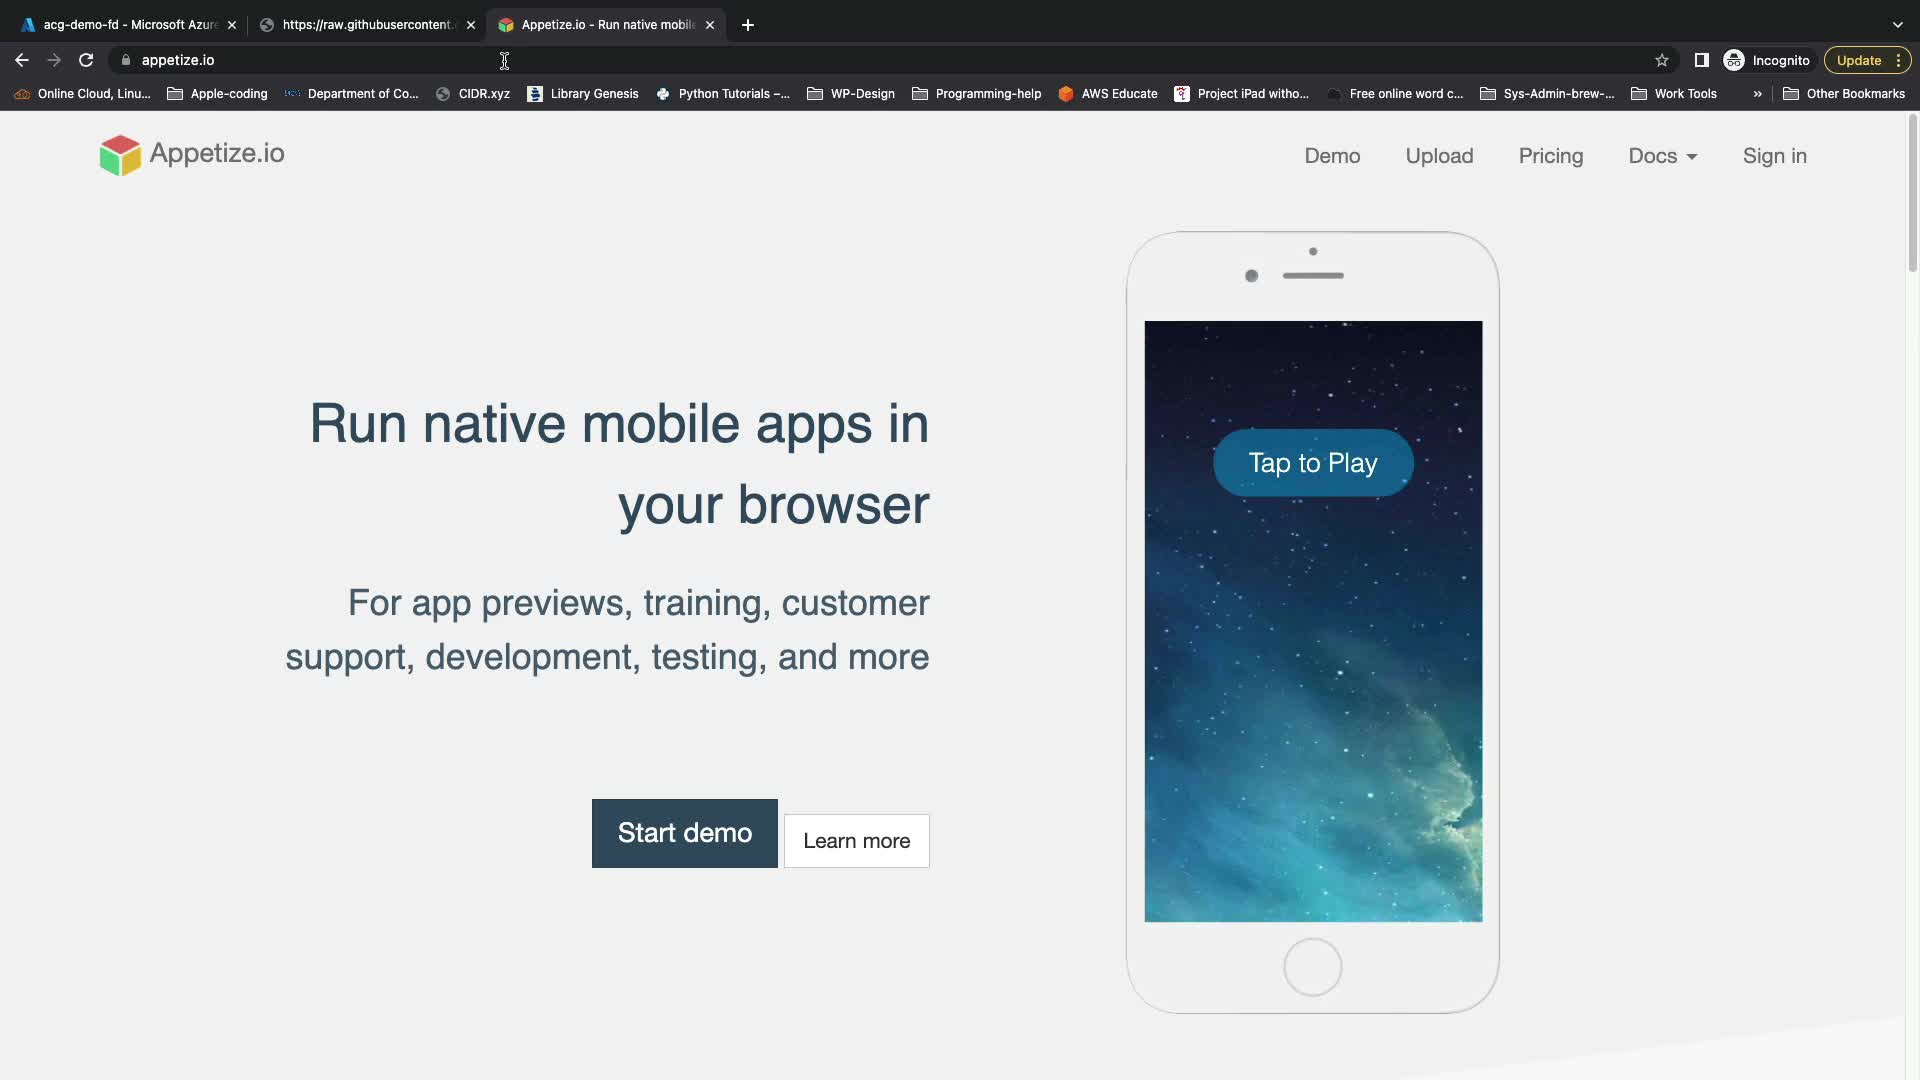 acg-demo-fd - Microsoft Azure
https://raw.githubusercontent.
Appetize.io - Run native mobile
appetize.io
Incognito
Update
Online Cloud, Linu...
Apple-coding
Department of Co...
CIDR.xyz
Library Genesis
Python Tutorials –...
WP-Design
Programming-help
AWS Educate
Project iPad witho...
Free online word c...
Sys-Admin-brew-...
Work Tools
»
Other Bookmarks
Appetize.io
Demo
Upload
Pricing
Docs
Sign in
Run native mobile apps in
your browser
For app previews, training, customer
support, development, testing, and more
Start demo
Learn more
Tap to Play